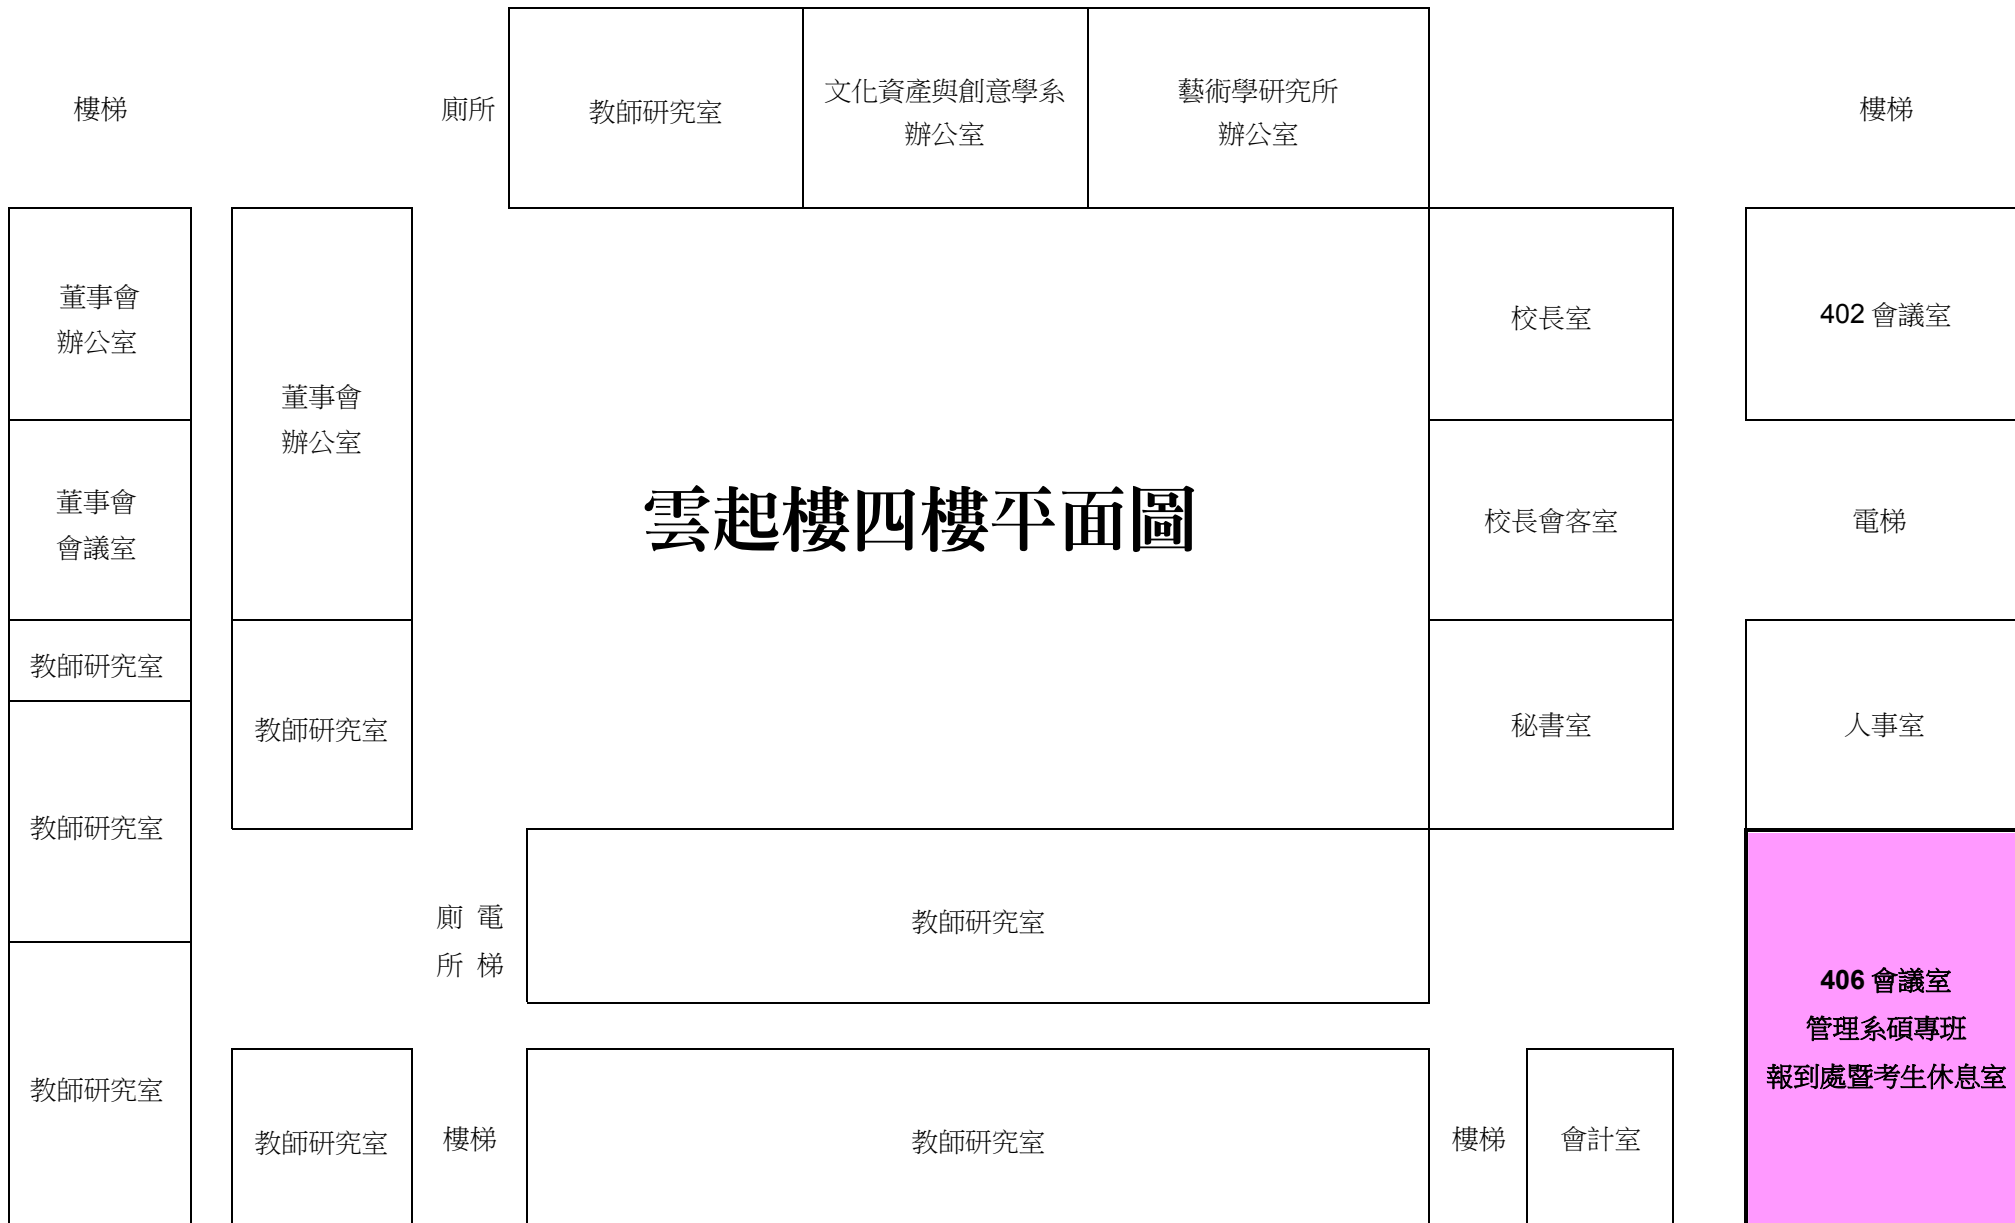 樓梯
廁所
教師研究室
文化資產與創意學系
辦公室
藝術學研究所
辦公室
樓梯
董事會
辦公室
董事會
辦公室
校長室
402 會議室
董事會
會議室
雲起樓四樓平面圖
校長會客室
電梯
教師研究室
教師研究室
秘書室
人事室
教師研究室
廁 電
所 梯
教師研究室
406 會議室
管理系碩專班
報到處暨考生休息室
教師研究室
教師研究室
樓梯
教師研究室
樓梯
會計室